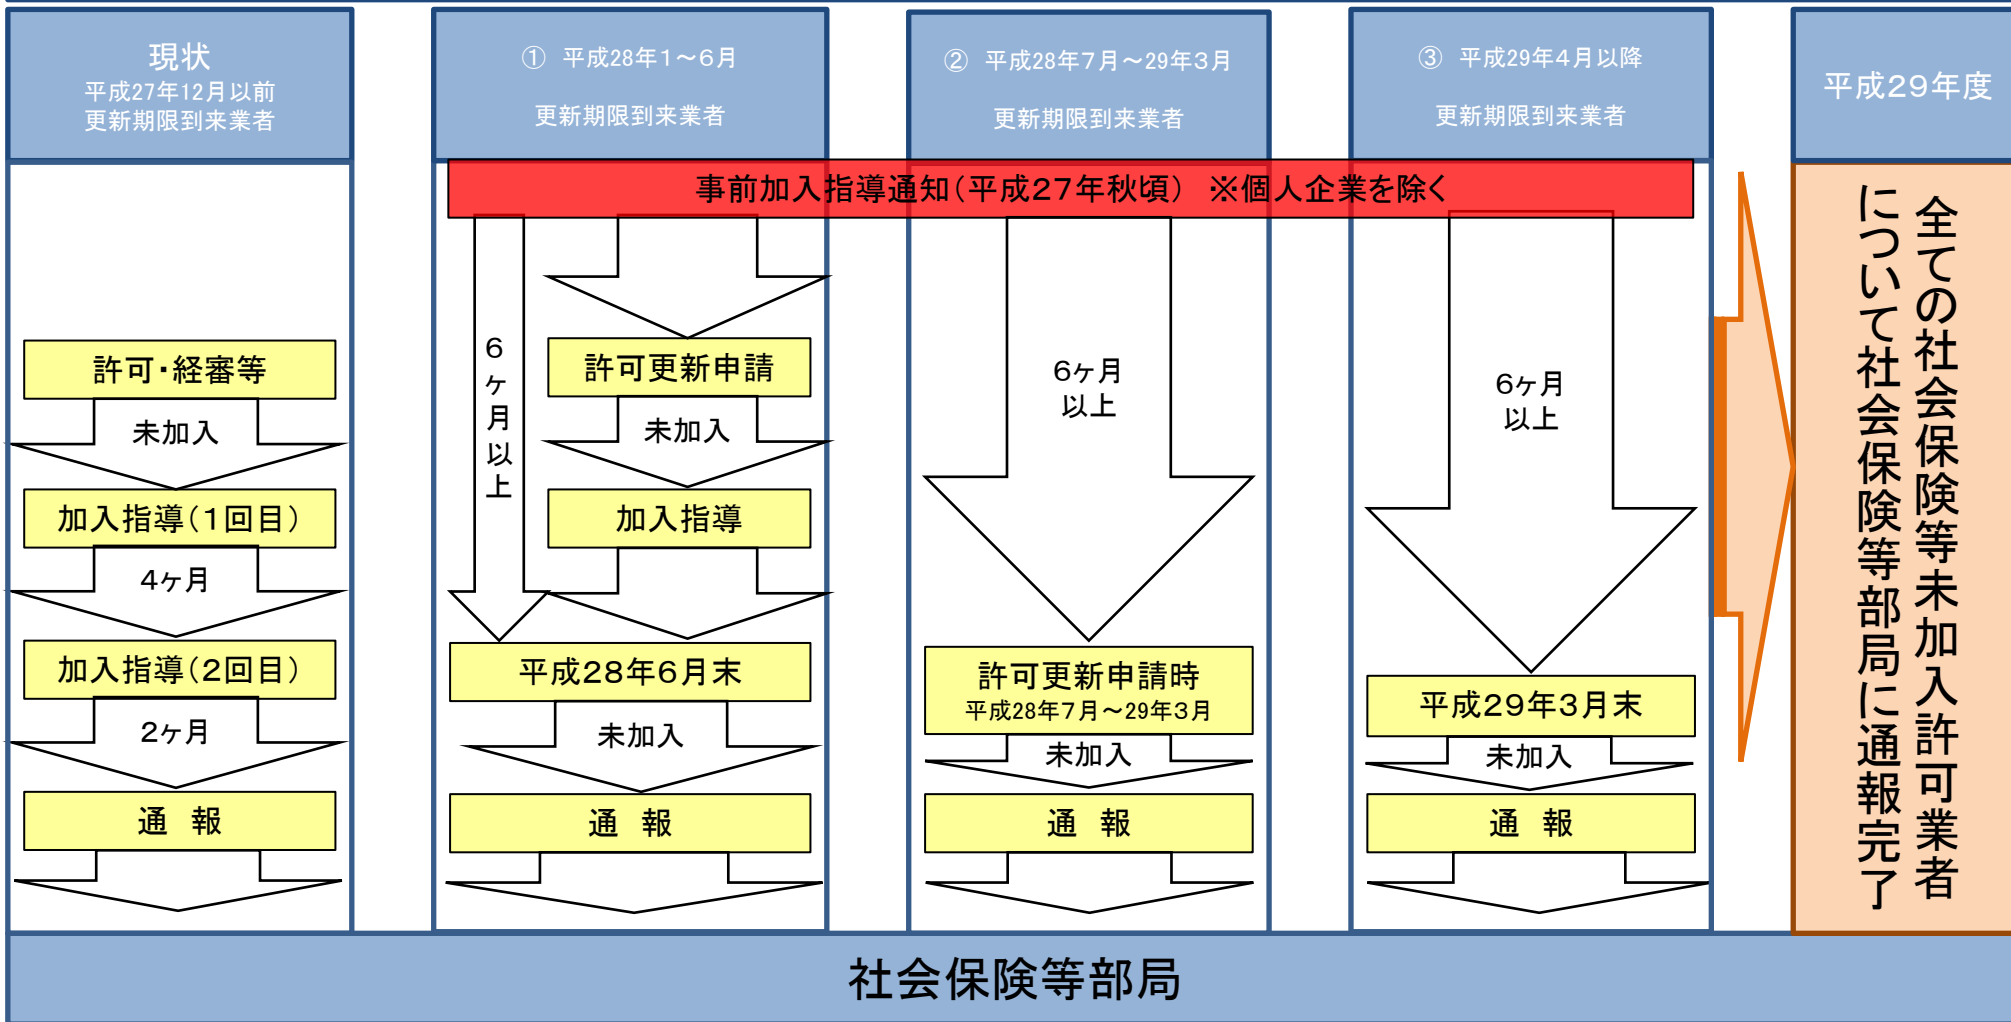 現状
平成27年12月以前
更新期限到来業者
① 平成28年1～6月
更新期限到来業者
② 平成28年7月～29年3月
更新期限到来業者
③ 平成29年4月以降
更新期限到来業者
平成29年度
事前加入指導通知（平成27年秋頃） ※個人企業を除く
許可・経審等
未加入
加入指導（1回目）
4ヶ月
加入指導（2回目）
2ヶ月
通 報
6ヶ月以上
許可更新申請
未加入
加入指導
平成28年6月末
未加入
通 報
6ヶ月
以上
許可更新申請時
平成28年7月～29年3月
未加入
通 報
6ヶ月
以上
平成29年3月末
未加入
通 報
全ての社会保険等未加入許可業者
について社会保険等部局に通報完了
社会保険等部局